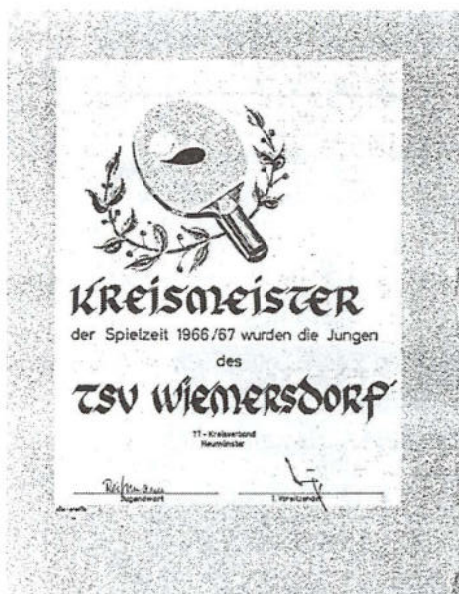 KREISMEISTER
der Spielzeit 1966/67 wurden die Jungen
des
TSV WIEMERSDORF
TT - Kreisverband
Neumünster
Jugendwart 1. Vorsitzender